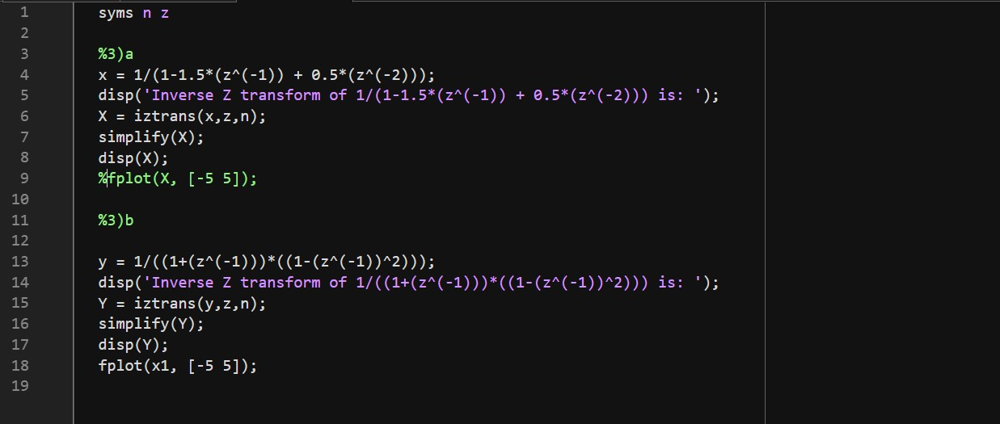 1 syms n z
2
3 %3)a
4 x = 1/(1-1.5*(z^(-1)) + 0.5*(z^(-2)));
5 disp('Inverse Z transform of 1/(1-1.5*(z^(-1)) + 0.5*(z^(-2))) is: ');
6 X = iztrans(x,z,n);
7 simplify(X);
8 disp(X);
9 %fplot(X, [-5 5]);
10
11 %3)b
12
13 y = 1/((1+(z^(-1)))*((1-(z^(-1))^2)));
14 disp('Inverse Z transform of 1/((1+(z^(-1)))*((1-(z^(-1))^2))) is: ');
15 Y = iztrans(y,z,n);
16 simplify(Y);
17 disp(Y);
18 fplot(x1, [-5 5]);
19